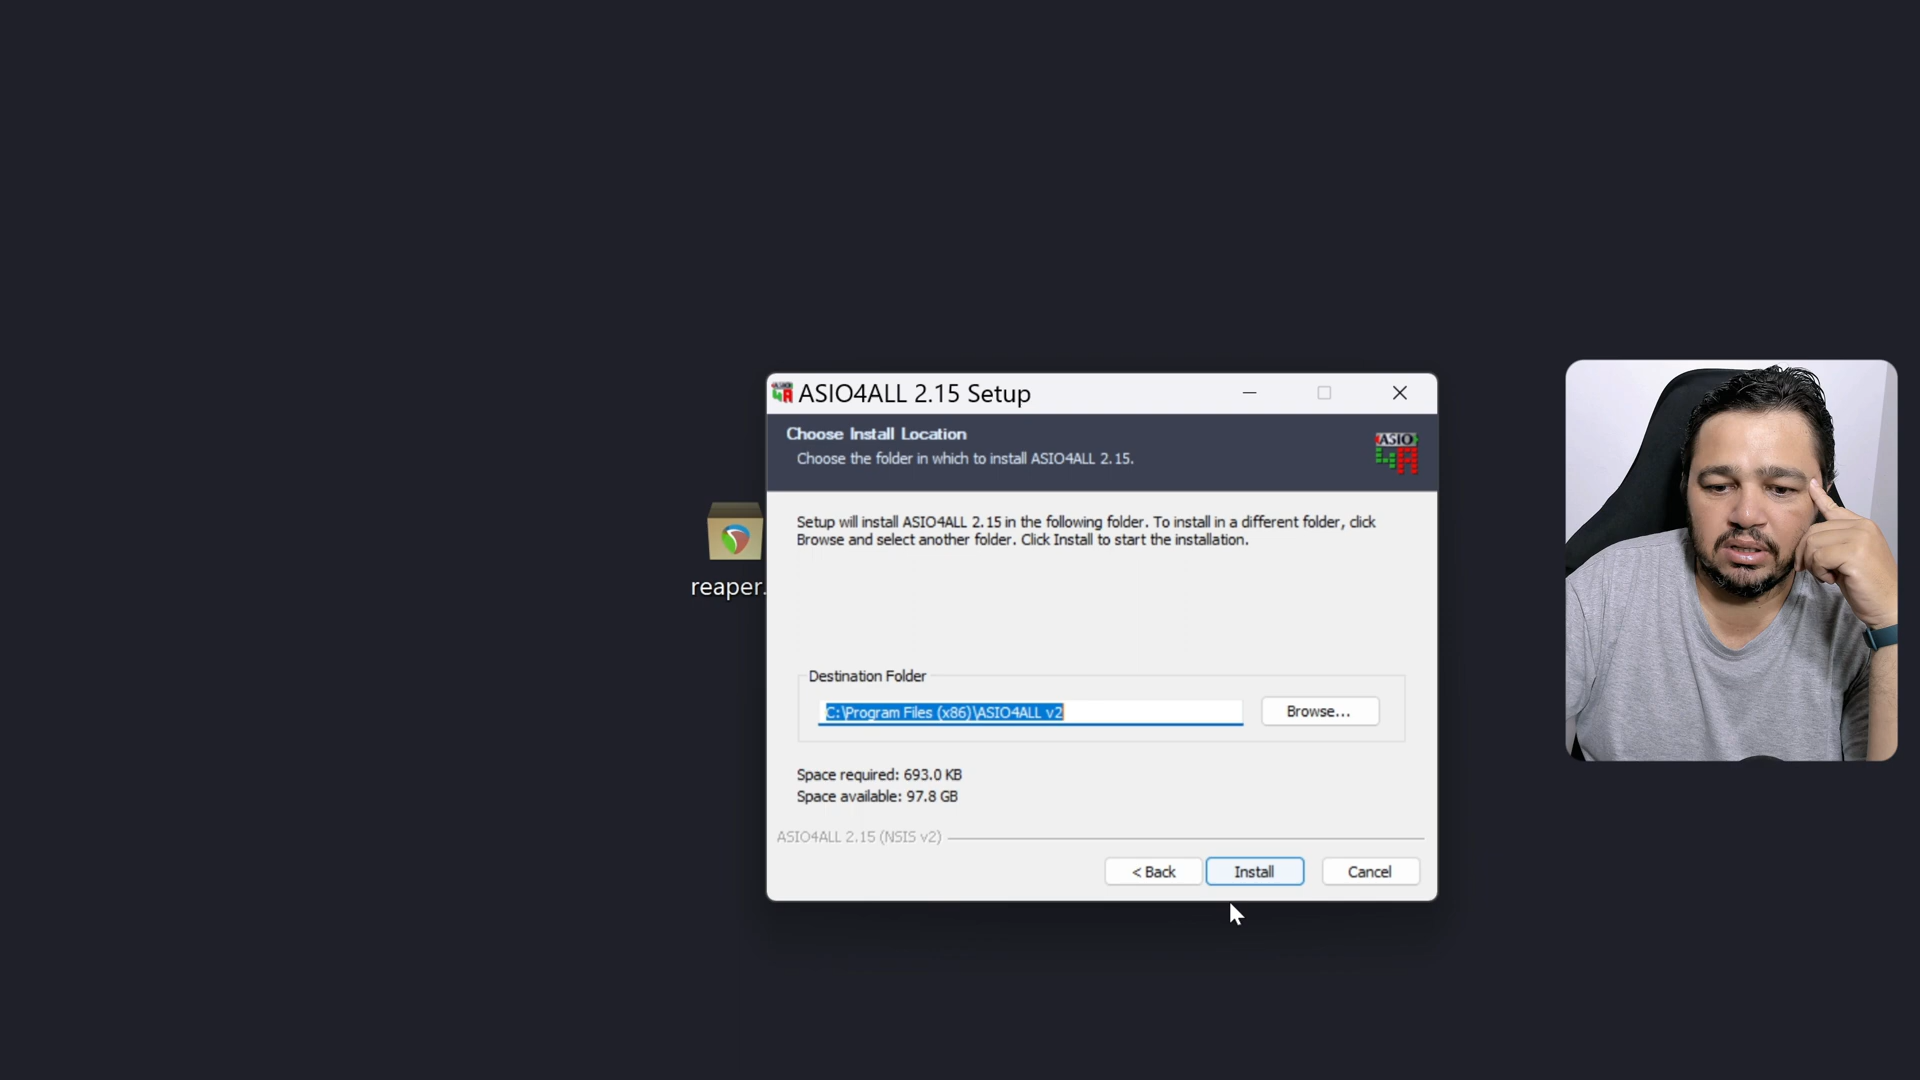 ASIO4ALL 2.15 Setup
Choose Install Location
Choose the folder in which to install ASIO4ALL 2.15.
ASIO
Setup will install ASIO4ALL 2.15 in the following folder. To install in a different folder, click
Browse and select another folder. Click Install to start the installation.
reaper.
Destination Folder
C:\Program Files (x86)\ASIO4ALL v2
Browse...
Space required: 693.0 KB
Space available: 97.8 GB
ASIO4ALL 2.15 (NSIS v2)
< Back
Install
Cancel